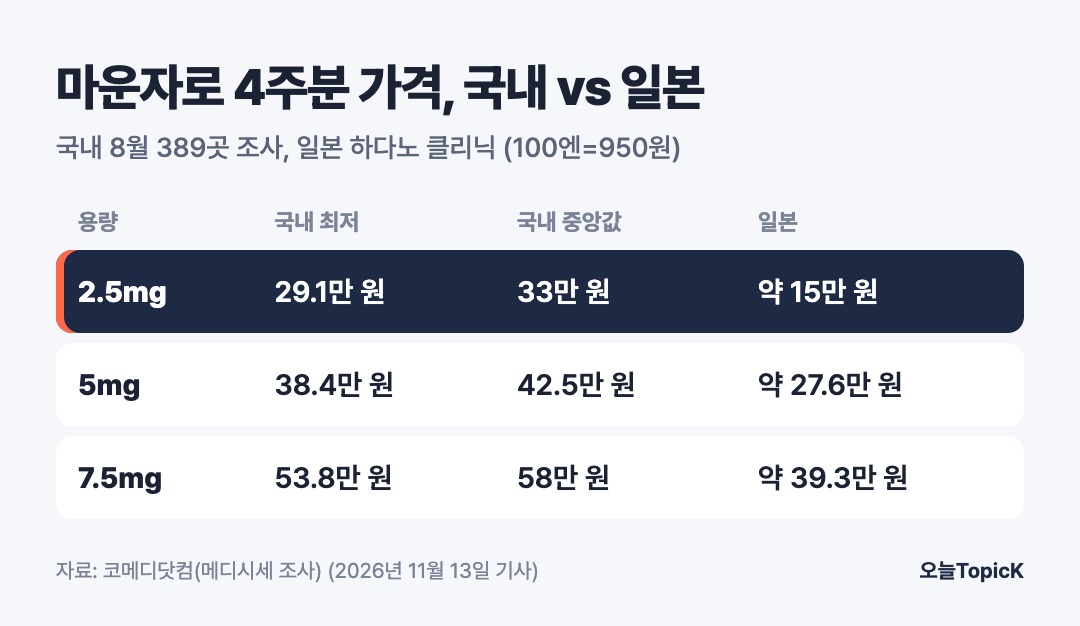 마운자로 4주분 가격, 국내 vs 일본
국내 8월 389곳 조사, 일본 하다노 클리닉 (100엔=950원)
용량 국내 최저 국내 중앙값 일본
2.5mg 29.1만 원 33만 원 약 15만 원
5mg 38.4만 원 42.5만 원 약 27.6만 원
7.5mg 53.8만 원 58만 원 약 39.3만 원
자료: 코메디닷컴(메디시세 조사) (2026년 11월 13일 기사) 오늘TopicK